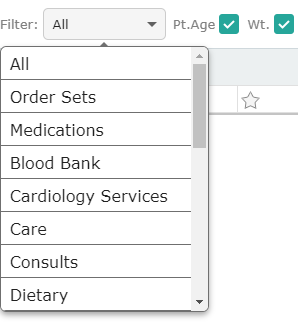 Filter: All Pt.Age Wt.
All
Order Sets
Medications
Blood Bank
Cardiology Services
Care
Consults
Dietary